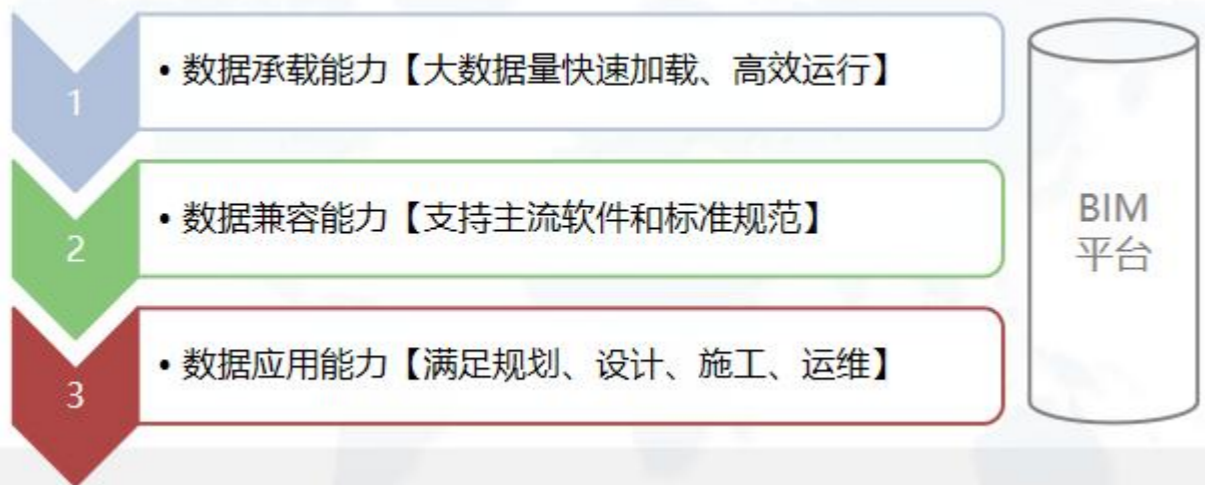 1
• 数据承载能力【大数据量快速加载、高效运行】
2
• 数据兼容能力【支持主流软件和标准规范】
3
• 数据应用能力【满足规划、设计、施工、运维】
BIM
平台